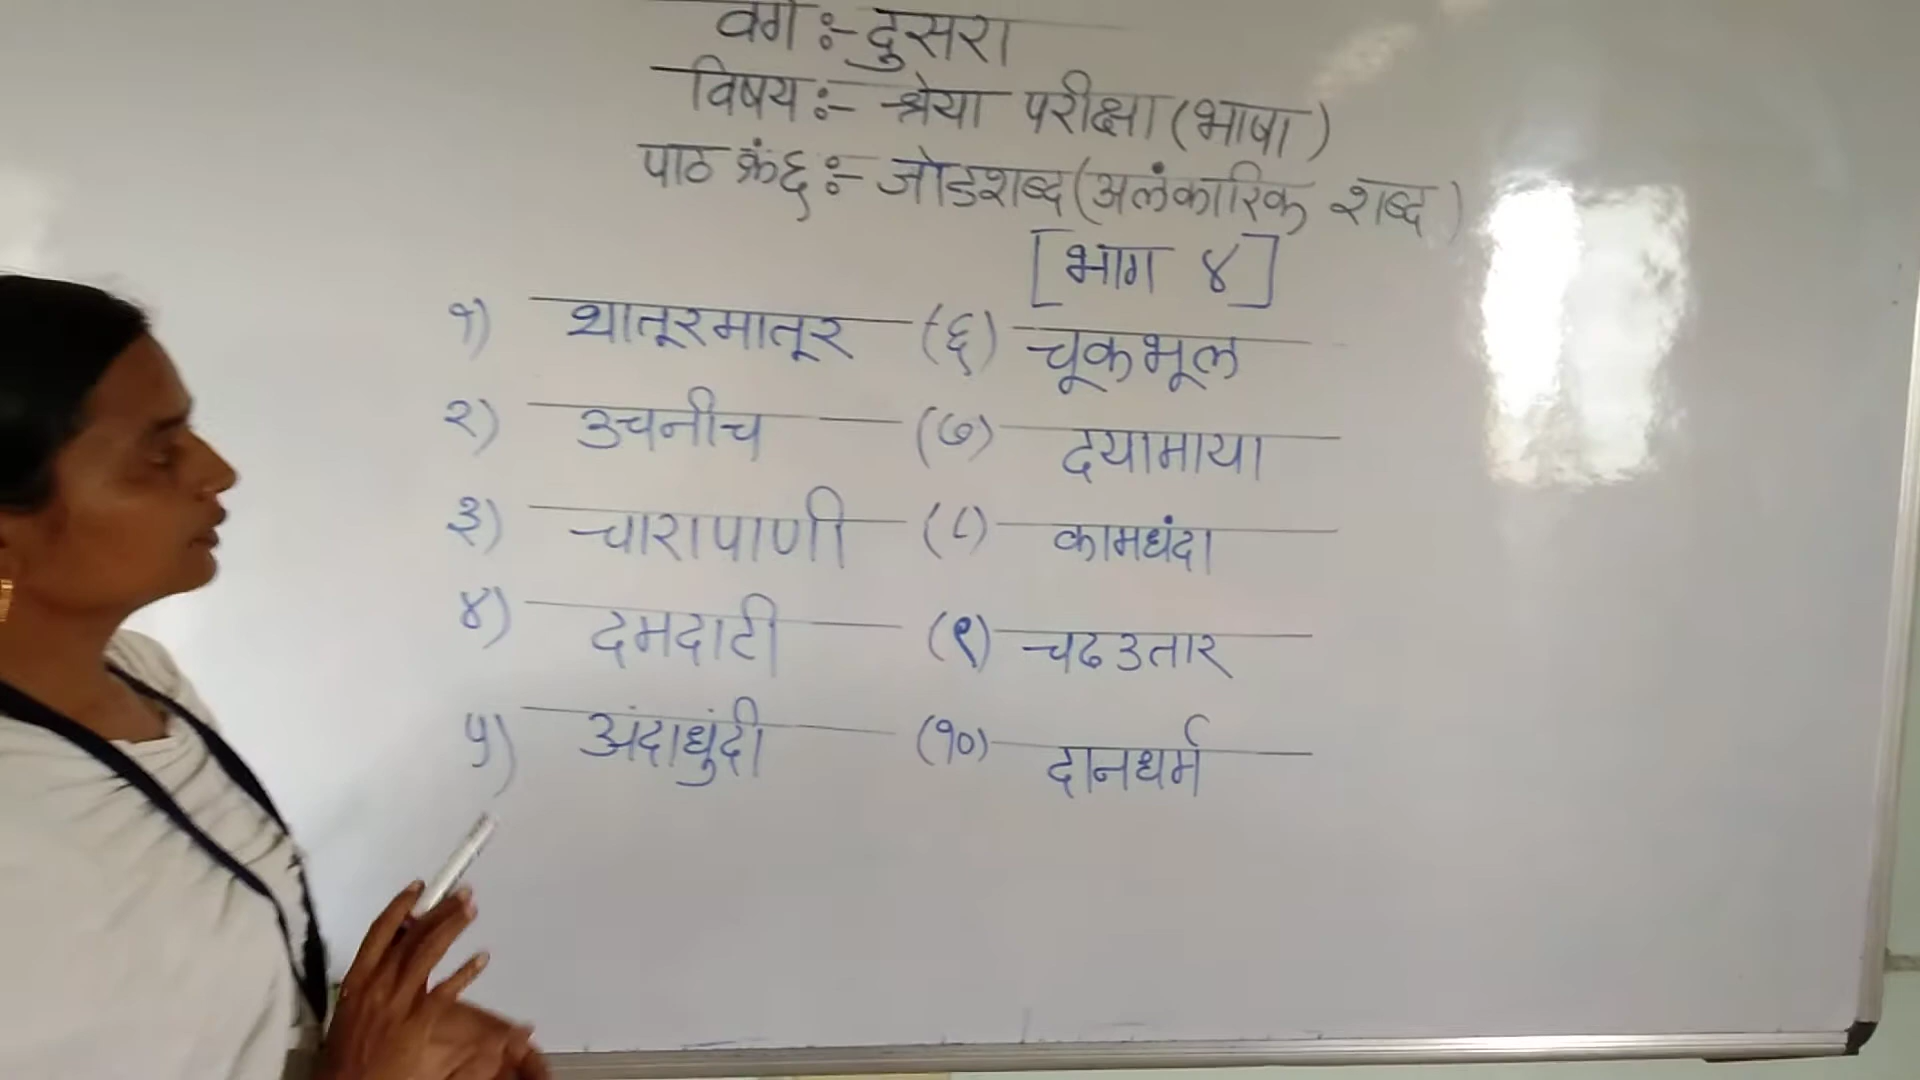 वर्ग :- दुसरा
विषय :- श्रेया परीक्षा (भाषा)
पाठ क्रं ६ :- जोडशब्द (अलंकारिक शब्द)
[भाग ४]
१) थातूरमातूर (६) चूकभूल
२) उचनीच (७) दयामाया
३) चारापाणी (८) कामधंदा
४) दमदाटी (९) चढउतार
५) अंदाधुंदी (१०) दानधर्म